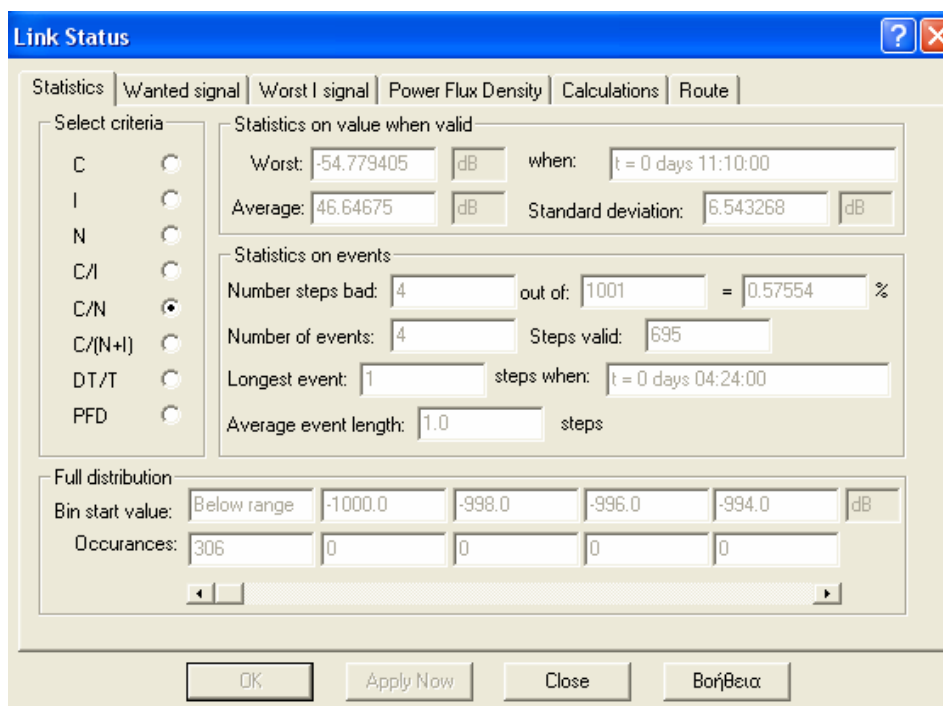 Link Status
Statistics Wanted signal Worst I signal Power Flux Density Calculations Route
Select criteria
C
I
N
C/I
C/N
C/(N+I)
DT/T
PFD
Statistics on value when valid
Worst: -54.779405 dB when: t = 0 days 11:10:00
Average: 46.64675 dB Standard deviation: 6.543268 dB
Statistics on events
Number steps bad: 4 out of: 1001 = 0.57554 %
Number of events: 4 Steps valid: 695
Longest event: 1 steps when: t = 0 days 04:24:00
Average event length: 1.0 steps
Full distribution
Bin start value: Below range -1000.0 -998.0 -996.0 -994.0 dB
Occurances: 306 0 0 0 0
OK Apply Now Close Βοήθεια